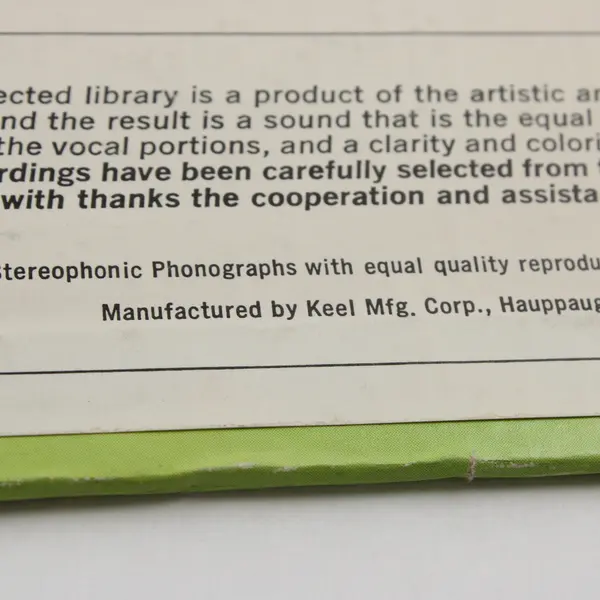 ected library is a product of the artistic
nd the result is a sound that is the equal
the vocal portions, and a clarity and colori
rdings have been carefully selected from
with thanks the cooperation and assista
Stereophonic Phonographs with equal quality reprodu
Manufactured by Keel Mfg. Corp., Hauppaug